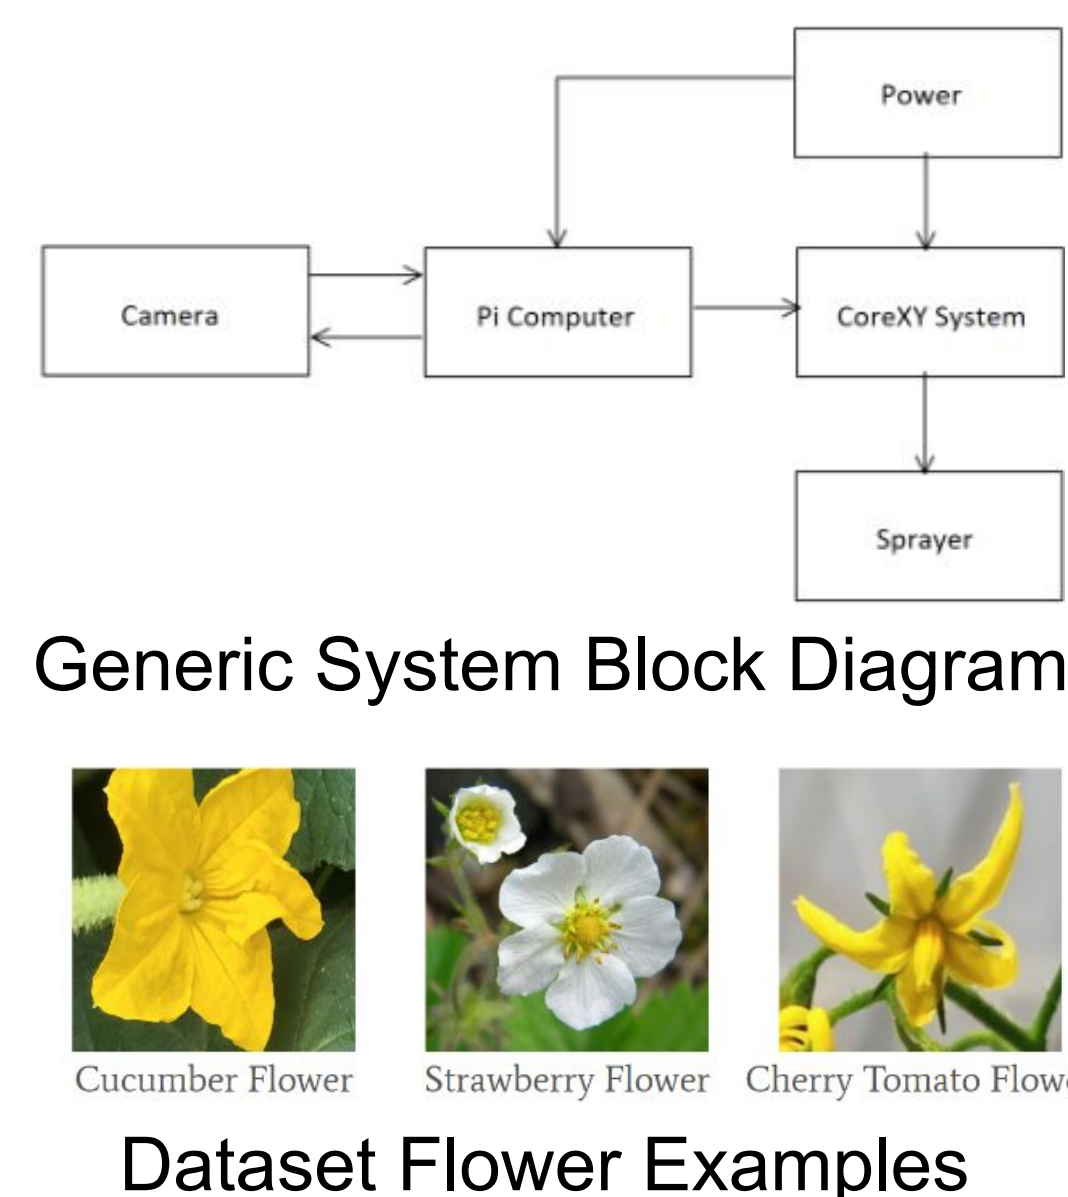 Power
Camera
Pi Computer
CoreXY System
Sprayer
Generic System Block Diagram
Cucumber Flower
Strawberry Flower
Cherry Tomato
Dataset Flower Examples